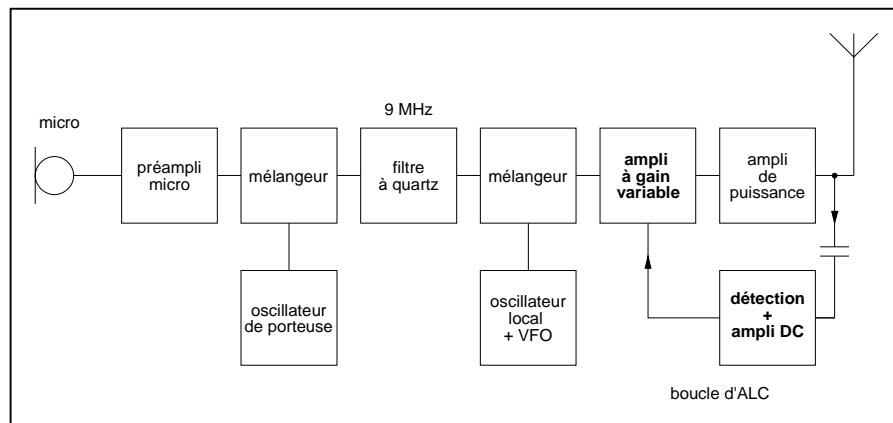 9 MHz
micro
préampli
micro
mélangeur
filtre
à quartz
mélangeur
ampli
à gain
variable
ampli
de
puissance
oscillateur
de porteuse
oscillateur
local
+ VFO
détection
+
ampli DC
boucle d'ALC